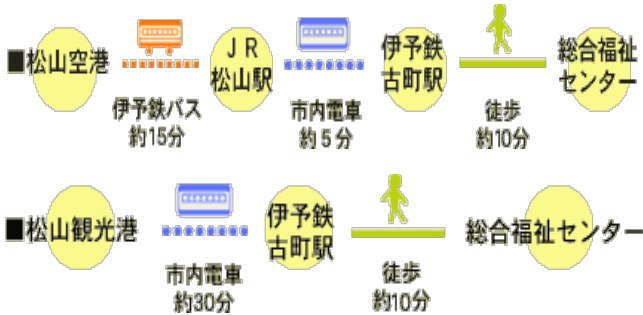 ■松山空港
伊予鉄バス
約15分
JR
松山駅
市内電車
約5分
伊予鉄
古町駅
徒歩
約10分
総合福祉
センター
■松山観光港
市内電車
約30分
伊予鉄
古町駅
徒歩
約10分
総合福祉センター